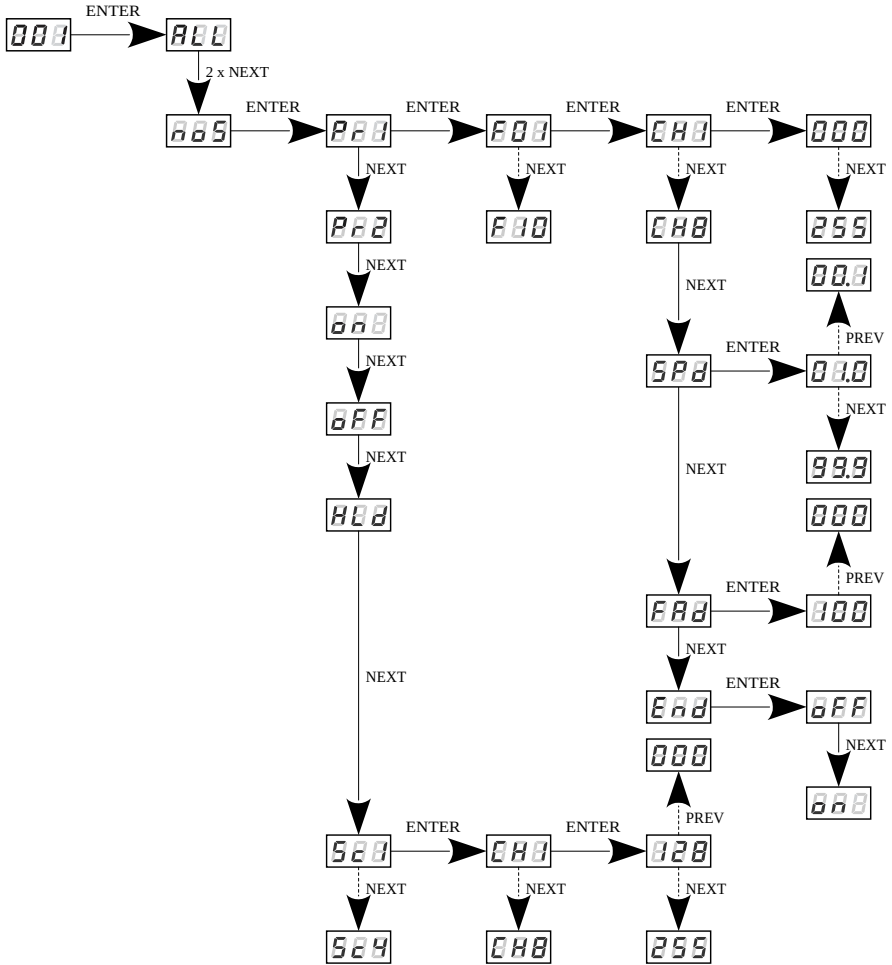 ENTER
001 ALL
2 x NEXT
ENTER ENTER ENTER ENTER
noS Pr1 F01 CH1 000
NEXT NEXT NEXT NEXT
Pr2 F10 CH8 255
NEXT NEXT 00.1
on PREV
ENTER
NEXT SPd 01.0
oFF NEXT
NEXT NEXT 99.9
HLd 000
PREV
ENTER
FAd 100
NEXT NEXT
ENTER
End oFF
000 NEXT
PREV on
ENTER ENTER
Sc1 CH1 128
NEXT NEXT NEXT
Sc4 CH8 255